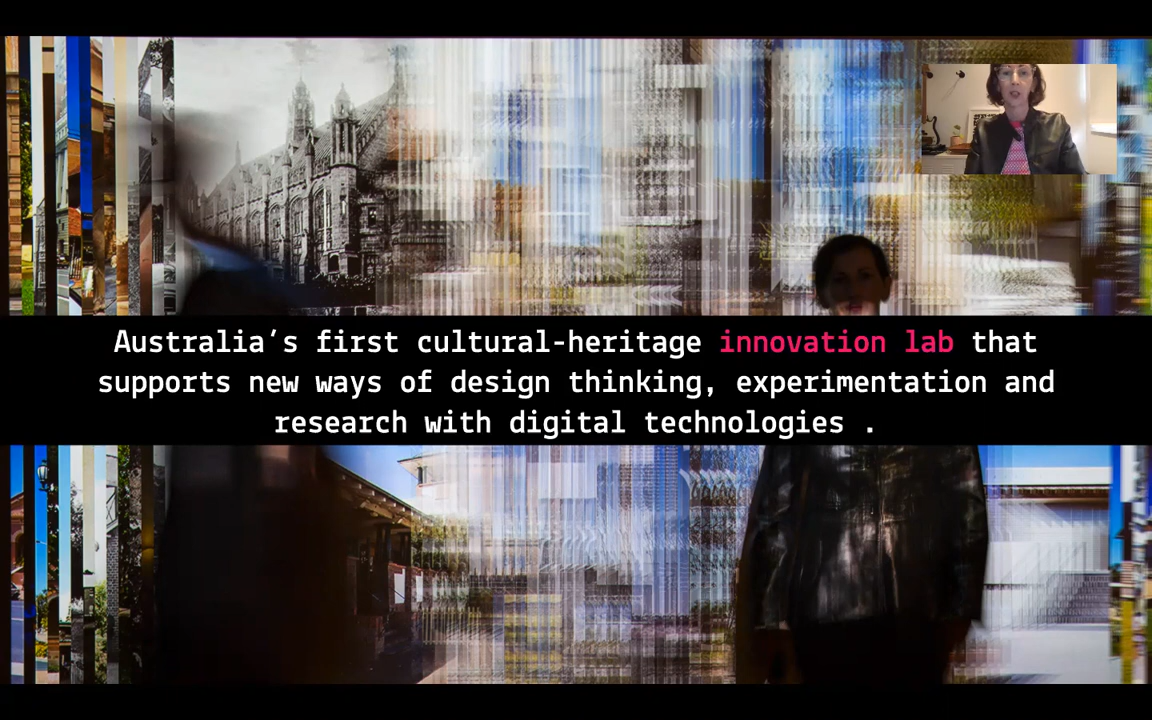 Australia’s first cultural-heritage innovation lab that
supports new ways of design thinking, experimentation and
research with digital technologies .